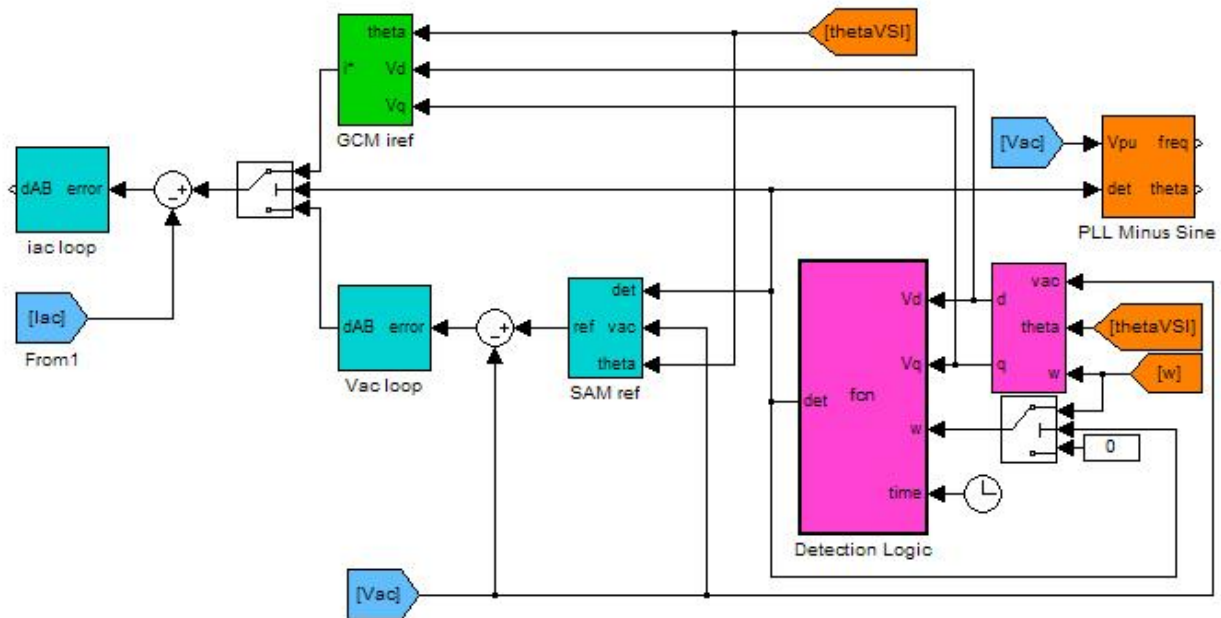 theta
[thetaVSI]
i*
Vd
Vq
GCM iref
[Vac]
Vpu
freq
det
theta
PLL Minus Sine
dAB
error
iac loop
[Iac]
From1
dAB
error
Vac loop
det
ref
vac
theta
SAM ref
Vd
Vq
fcn
det
w
time
Detection Logic
vac
d
theta
q
w
[thetaVSI]
[w]
0
[Vac]